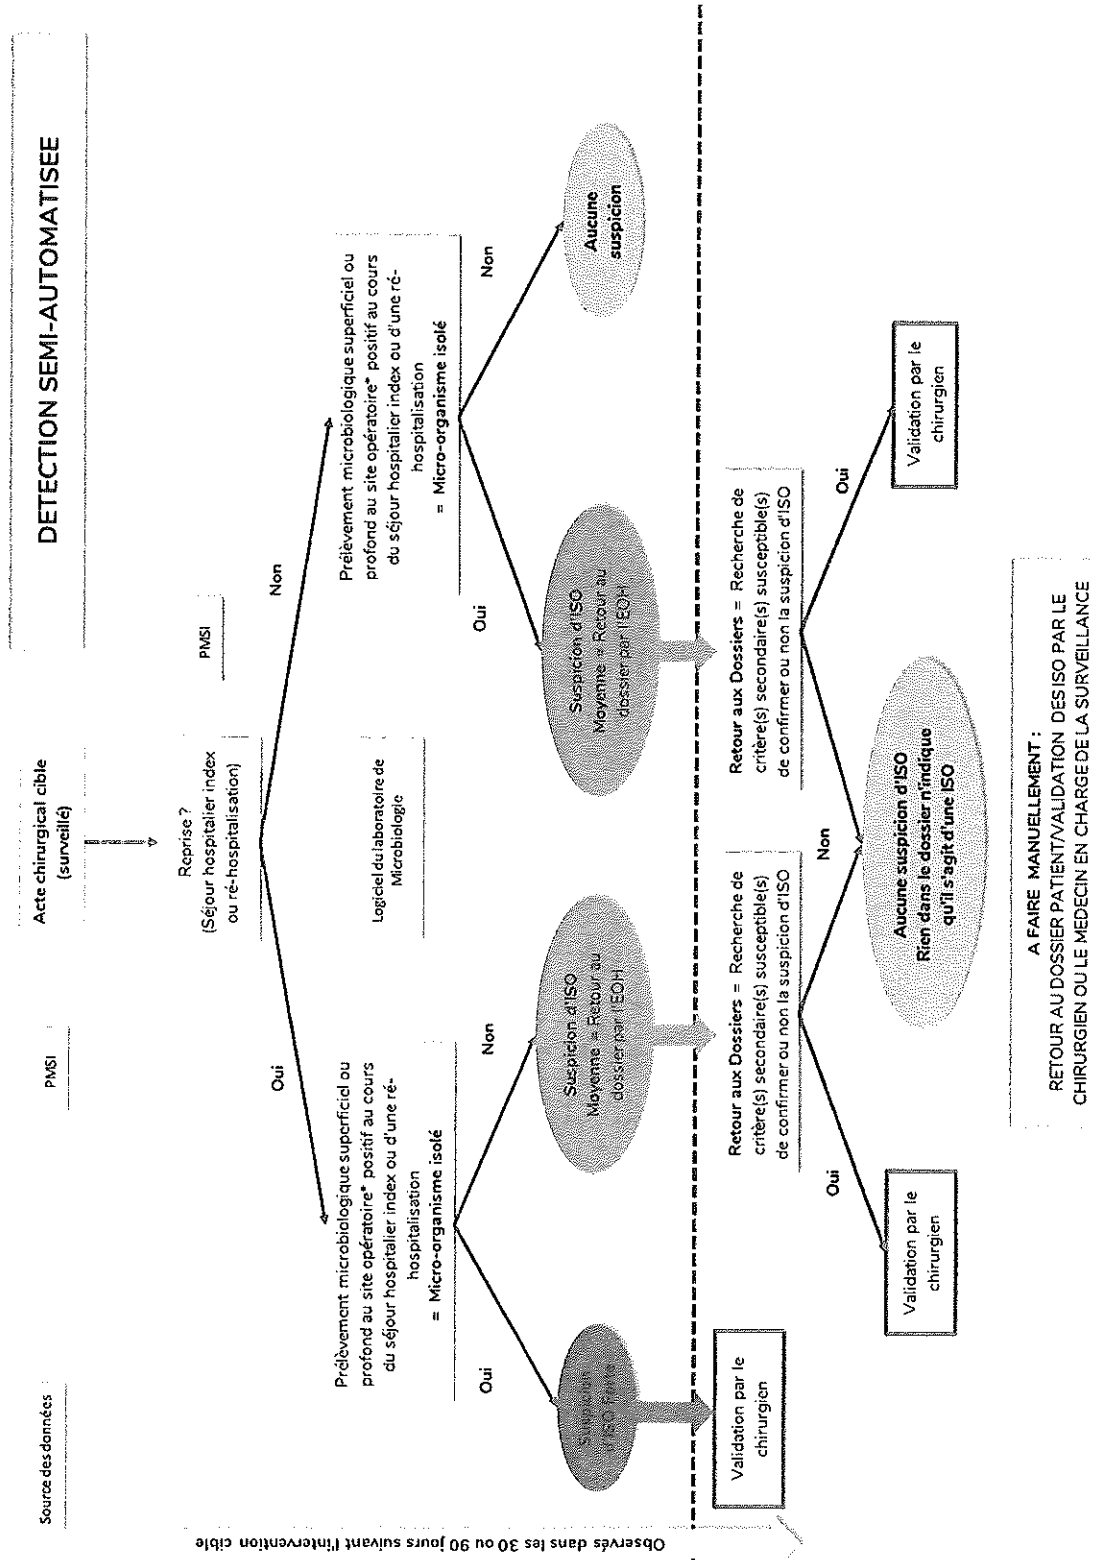 DETECTION SEMI-AUTOMATISEE
Source des données :
PMSI
Acte chirurgical cible
(surveillé)
PMSI
Reprise ?
(Séjour hospitalier index
ou ré-hospitalisation)
Oui
Non
Logiciel du laboratoire de
Microbiologie
Prélèvement microbiologique superficiel ou
profond au site opératoire* positif au cours
du séjour hospitalier index ou d'une ré-
hospitalisation
= Micro-organisme isolé
Prélèvement microbiologique superficiel ou
profond au site opératoire* positif au cours
du séjour hospitalier index ou d'une ré-
hospitalisation
= Micro-organisme isolé
Oui
Non
Oui
Non
Suspicion
d'ISO Forte
Suspicion d'ISO
Moyenne = Retour au
dossier par l'EOH
Suspicion d'ISO
Moyenne = Retour au
dossier par l'EOH
Aucune
suspicion
Validation par le
chirurgien
Retour aux Dossiers = Recherche de
critère(s) secondaire(s) susceptible(s)
de confirmer ou non la suspicion d'ISO
Retour aux Dossiers = Recherche de
critère(s) secondaire(s) susceptible(s)
de confirmer ou non la suspicion d'ISO
Oui
Non
Oui
Validation par le
chirurgien
Aucune suspicion d'ISO
Rien dans le dossier n'indique
qu'il s'agit d'une ISO
Validation par le
chirurgien
A FAIRE MANUELLEMENT :
RETOUR AU DOSSIER PATIENT/VALIDATION DES ISO PAR LE
CHIRURGIEN OU LE MEDECIN EN CHARGE DE LA SURVEILLANCE
Observés dans les 30 ou 90 jours suivant l'intervention cible